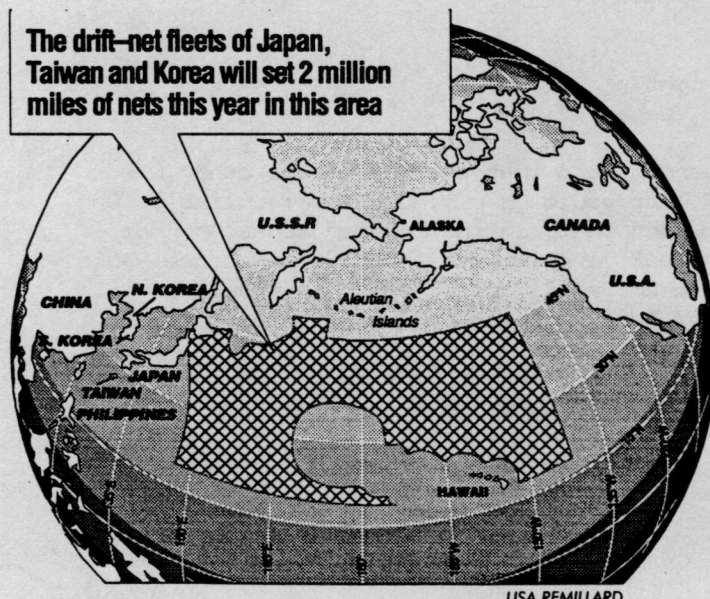 The drift-net fleets of Japan,
Taiwan and Korea will set 2 million
miles of nets this year in this area
U.S.S.R
ALASKA
CANADA
U.S.A.
CHINA
N. KOREA
S. KOREA
JAPAN
TAIWAN
PHILIPPINES
Aleutian
Islands
HAWAII
LISA REMILLARD